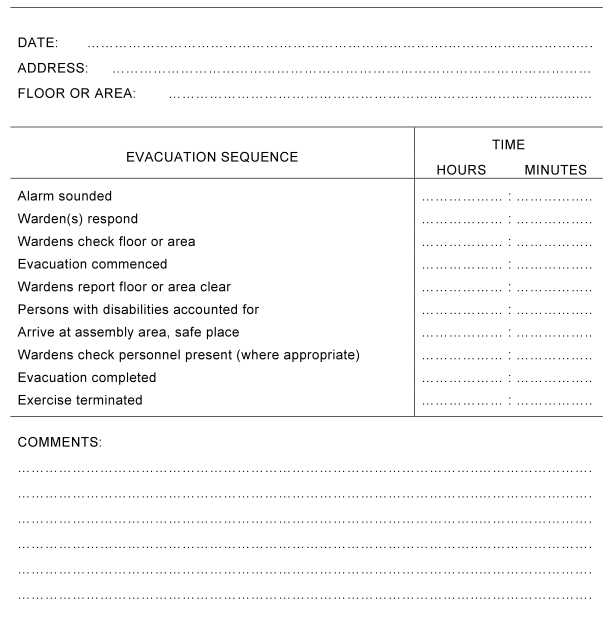 DATE: ………………………………………………………………………………………………….
ADDRESS: ……………………………………………………………………………………………
FLOOR OR AREA: ………………………………………………………………………...........
EVACUATION SEQUENCE
TIME
HOURS MINUTES
Alarm sounded ……………… : ……………..
Warden(s) respond ……………… : ……………..
Wardens check floor or area ……………… : ……………..
Evacuation commenced ……………… : ……………..
Wardens report floor or area clear ……………… : ……………..
Persons with disabilities accounted for ……………… : ……………..
Arrive at assembly area, safe place ……………… : ……………..
Wardens check personnel present (where appropriate) ……………… : ……………..
Evacuation completed ……………… : ……………..
Exercise terminated ……………… : ……………..
COMMENTS:
……………………………………………………………………………………………………………….
……………………………………………………………………………………………………………….
……………………………………………………………………………………………………………….
……………………………………………………………………………………………………………….
……………………………………………………………………………………………………………….
……………………………………………………………………………………………………………….